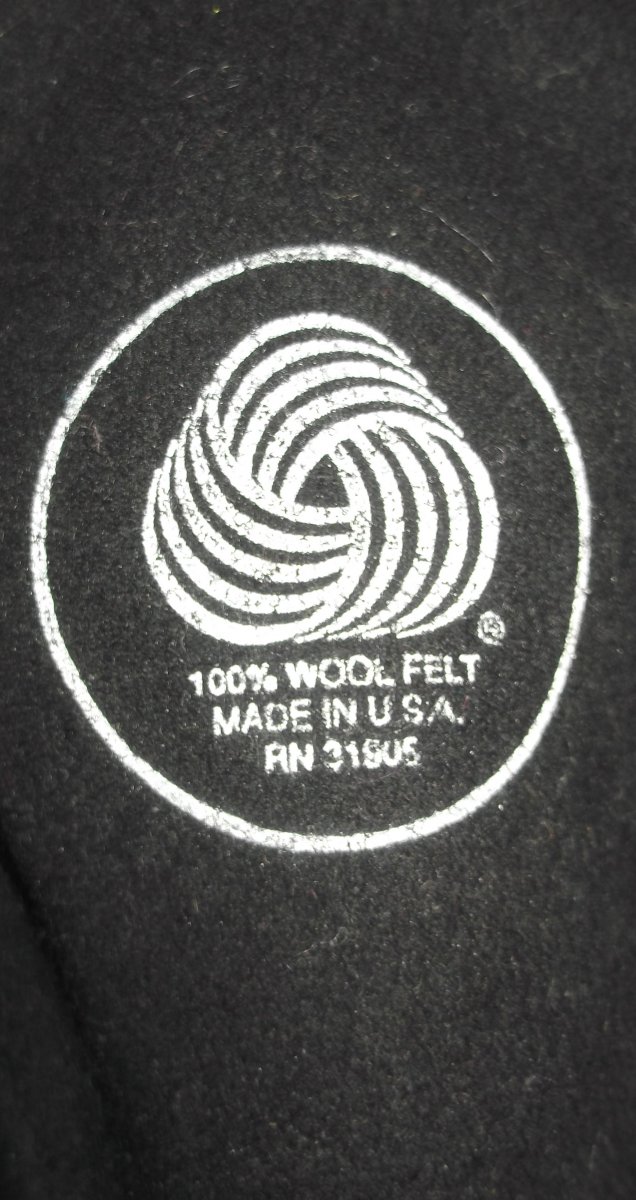 ®
100% WOOL FELT
MADE IN U.S.A.
RN 31905